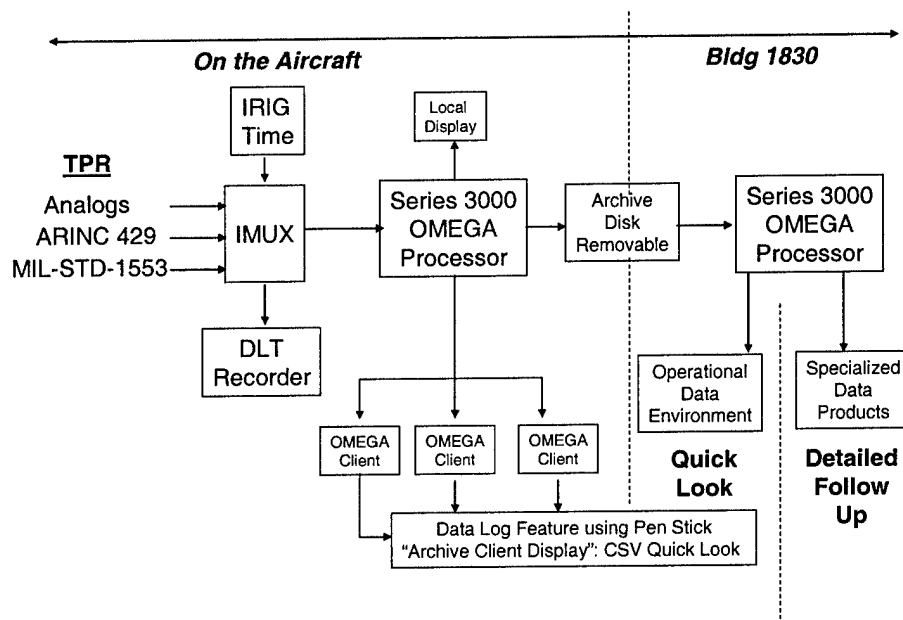 On the Aircraft
Bldg 1830
IRIG
Time
Local
Display
TPR
Analogs
ARINC 429
MIL-STD-1553
IMUX
Series 3000
OMEGA
Processor
Archive
Disk
Removable
Series 3000
OMEGA
Processor
DLT
Recorder
Operational
Data
Environment
Specialized
Data
Products
OMEGA
Client
OMEGA
Client
OMEGA
Client
Quick
Look
Detailed
Follow
Up
Data Log Feature using Pen Stick
“Archive Client Display”: CSV Quick Look